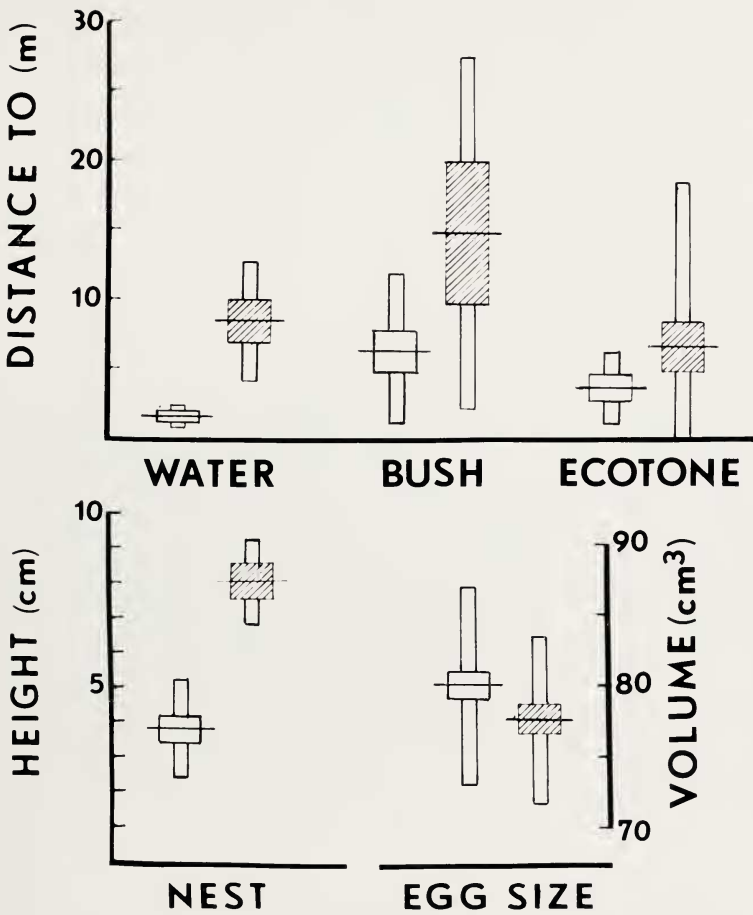 DISTANCE TO (m)
30
20
10
WATER BUSH ECOTONE
HEIGHT (cm)
10
5
90
80
70
VOLUME (cm³)
NEST EGG SIZE